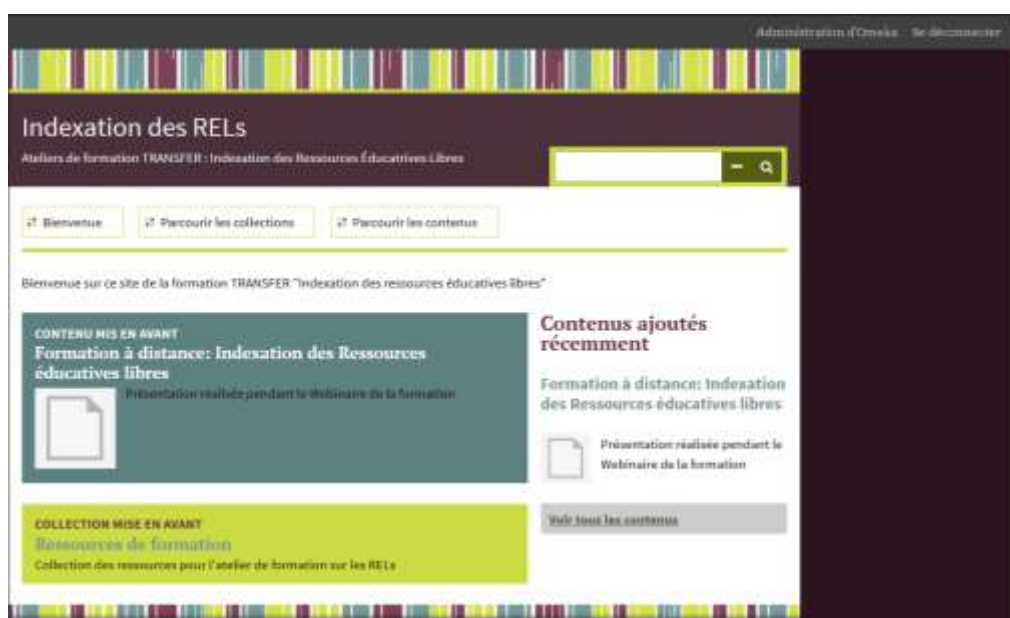 Administration d'Omeka Se déconnecter
Indexation des RELs
Ateliers de formation TRANSFER : Indexation des Ressources Éducatrives Libres
Bienvenue
Parcourir les collections
Parcourir les contenus
Bienvenue sur ce site de la formation TRANSFER "Indexation des ressources éducatives libres"
CONTENU MIS EN AVANT
Formation à distance: Indexation des Ressources
éducatives libres
Présentation réalisée pendant le Webinaire de la formation
COLLECTION MISE EN AVANT
Ressources de formation
Collection des ressources pour l'atelier de formation sur les RELs
Contenus ajoutés
récemment
Formation à distance: Indexation
des Ressources éducatives libres
Présentation réalisée pendant le
Webinaire de la formation
Voir tous les contenus